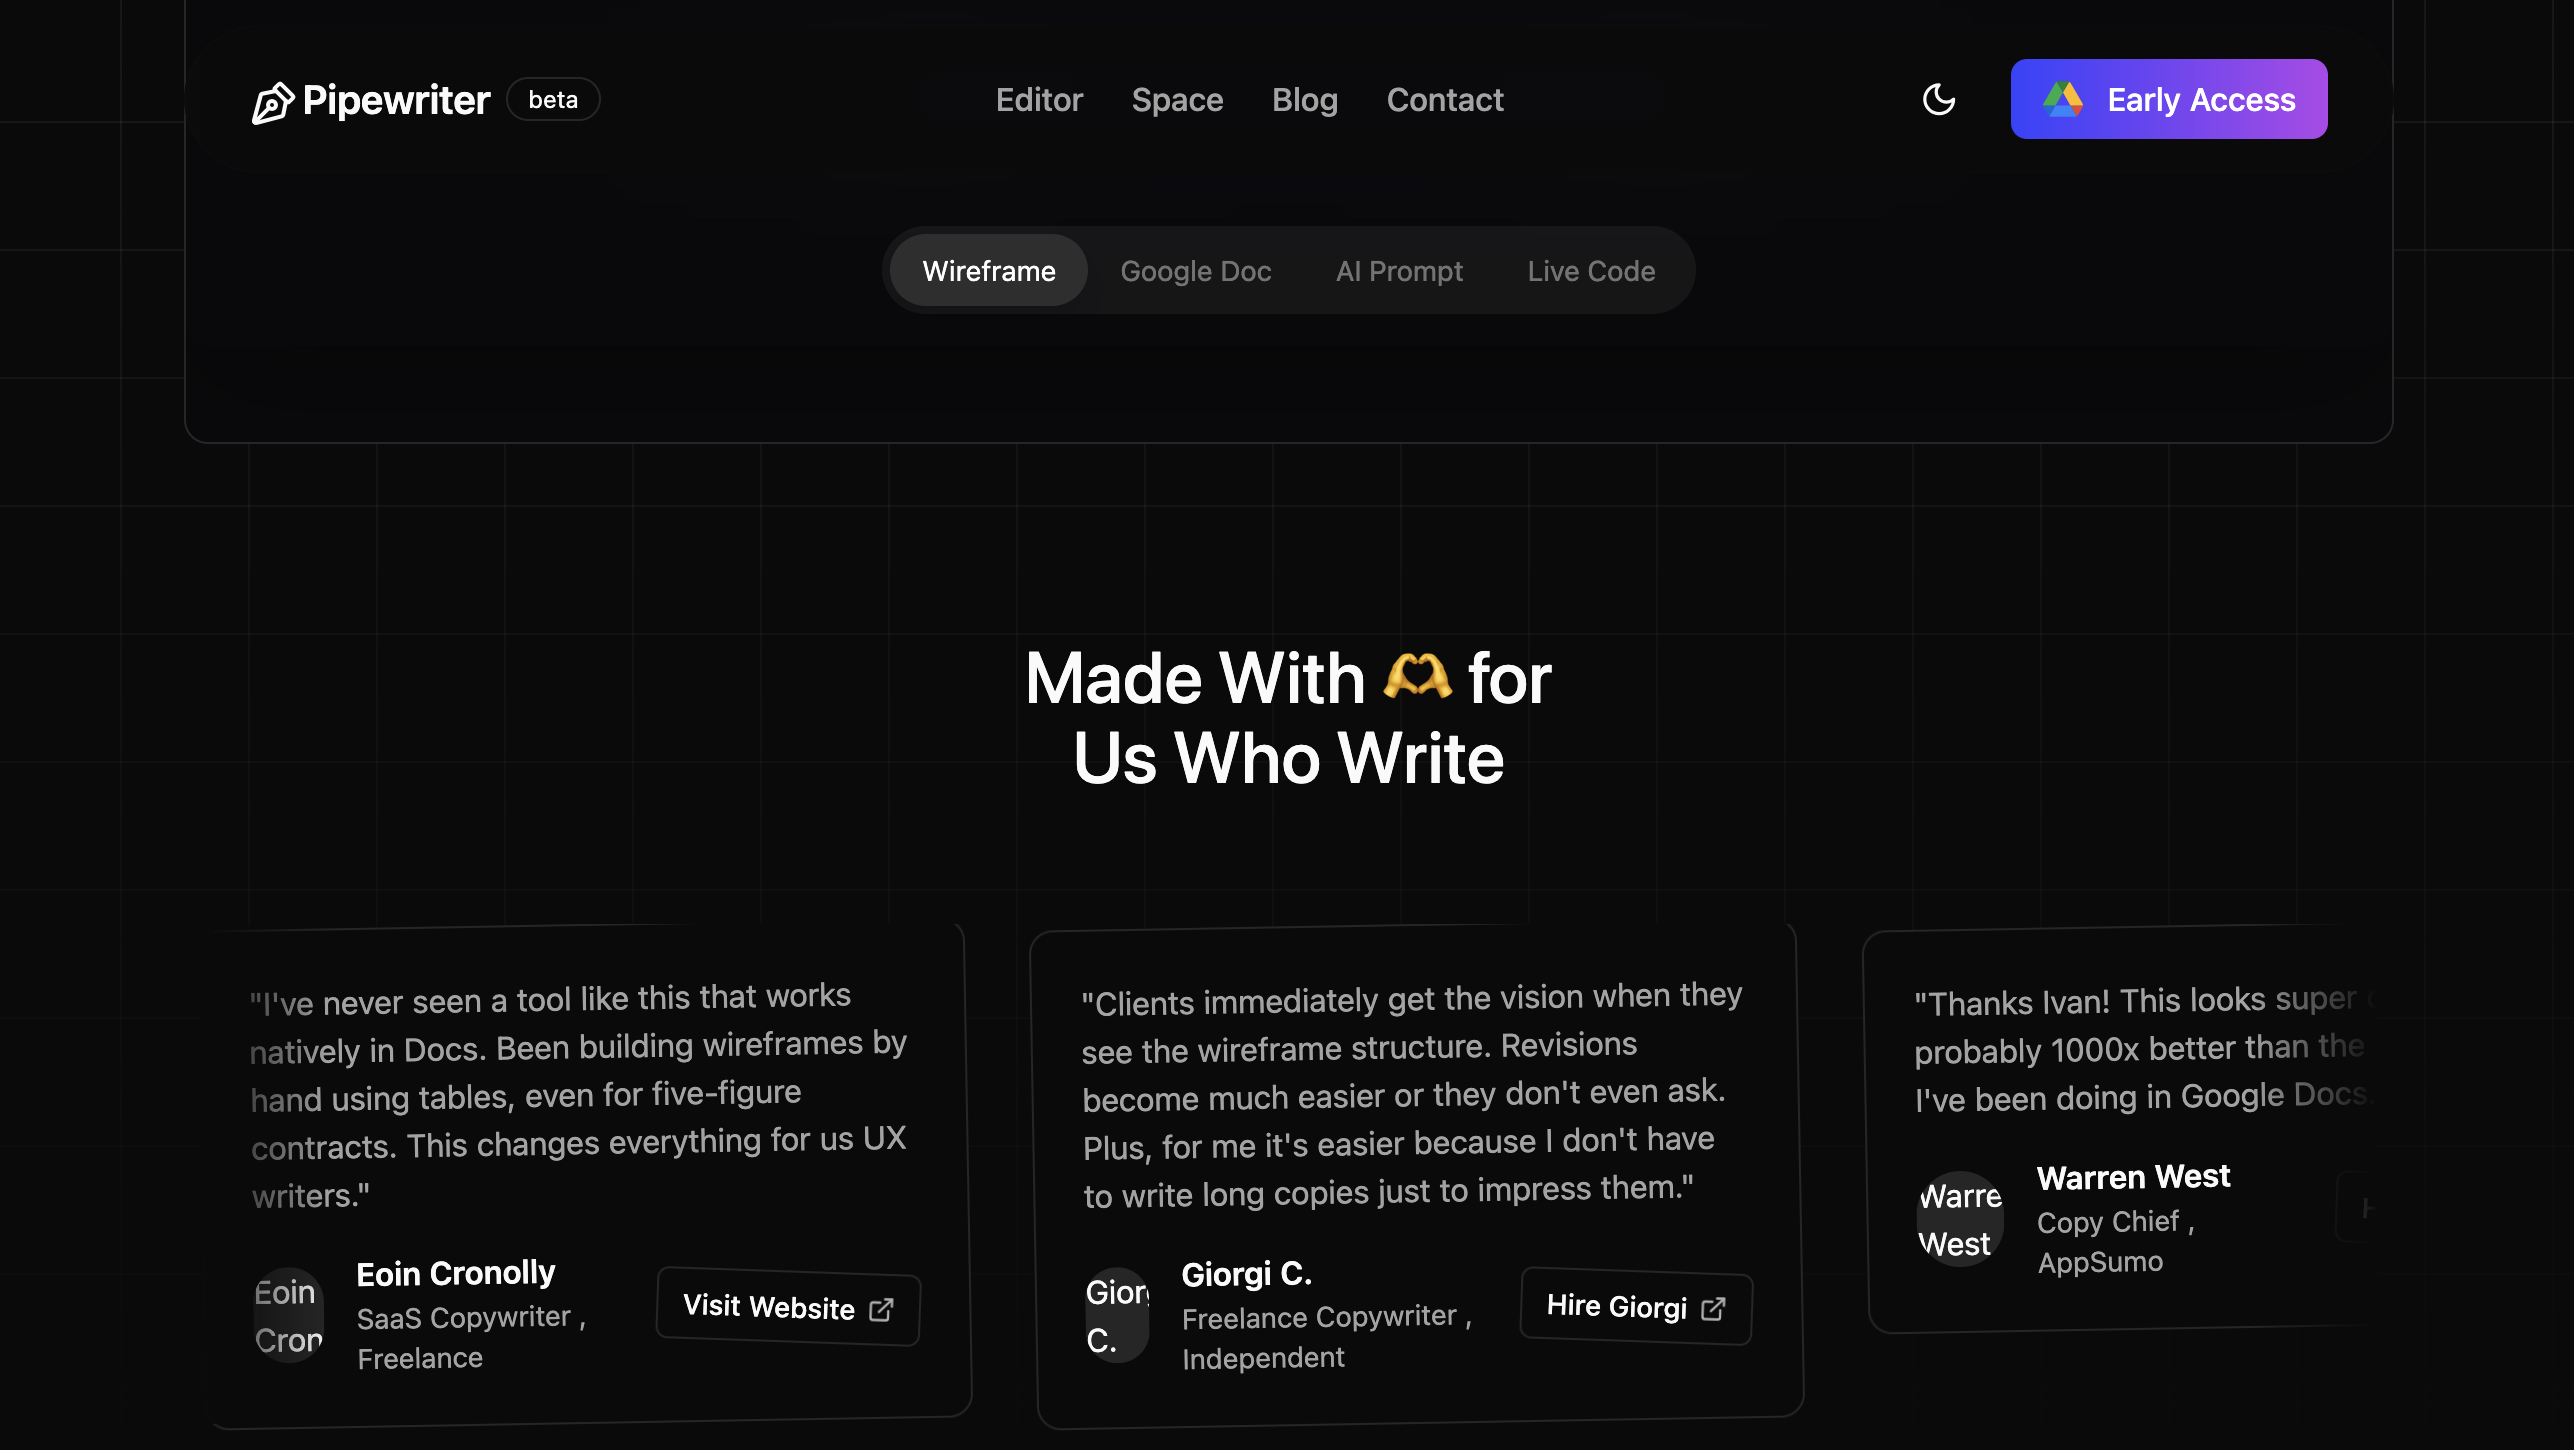 Pipewriter beta Editor Space Blog Contact Early Access
Wireframe Google Doc AI Prompt Live Code
Made With 🫶 for
Us Who Write
"I've never seen a tool like this that works
natively in Docs. Been building wireframes by
hand using tables, even for five-figure
contracts. This changes everything for us UX
writers."
Eoin
Cron
Eoin Cronolly
SaaS Copywriter ,
Freelance
Visit Website
"Clients immediately get the vision when they
see the wireframe structure. Revisions
become much easier or they don't even ask.
Plus, for me it's easier because I don't have
to write long copies just to impress them."
Giorg
C.
Giorgi C.
Freelance Copywriter ,
Independent
Hire Giorgi
"Thanks Ivan! This looks super
probably 1000x better than the
I've been doing in Google Docs.
Warre
West
Warren West
Copy Chief ,
AppSumo